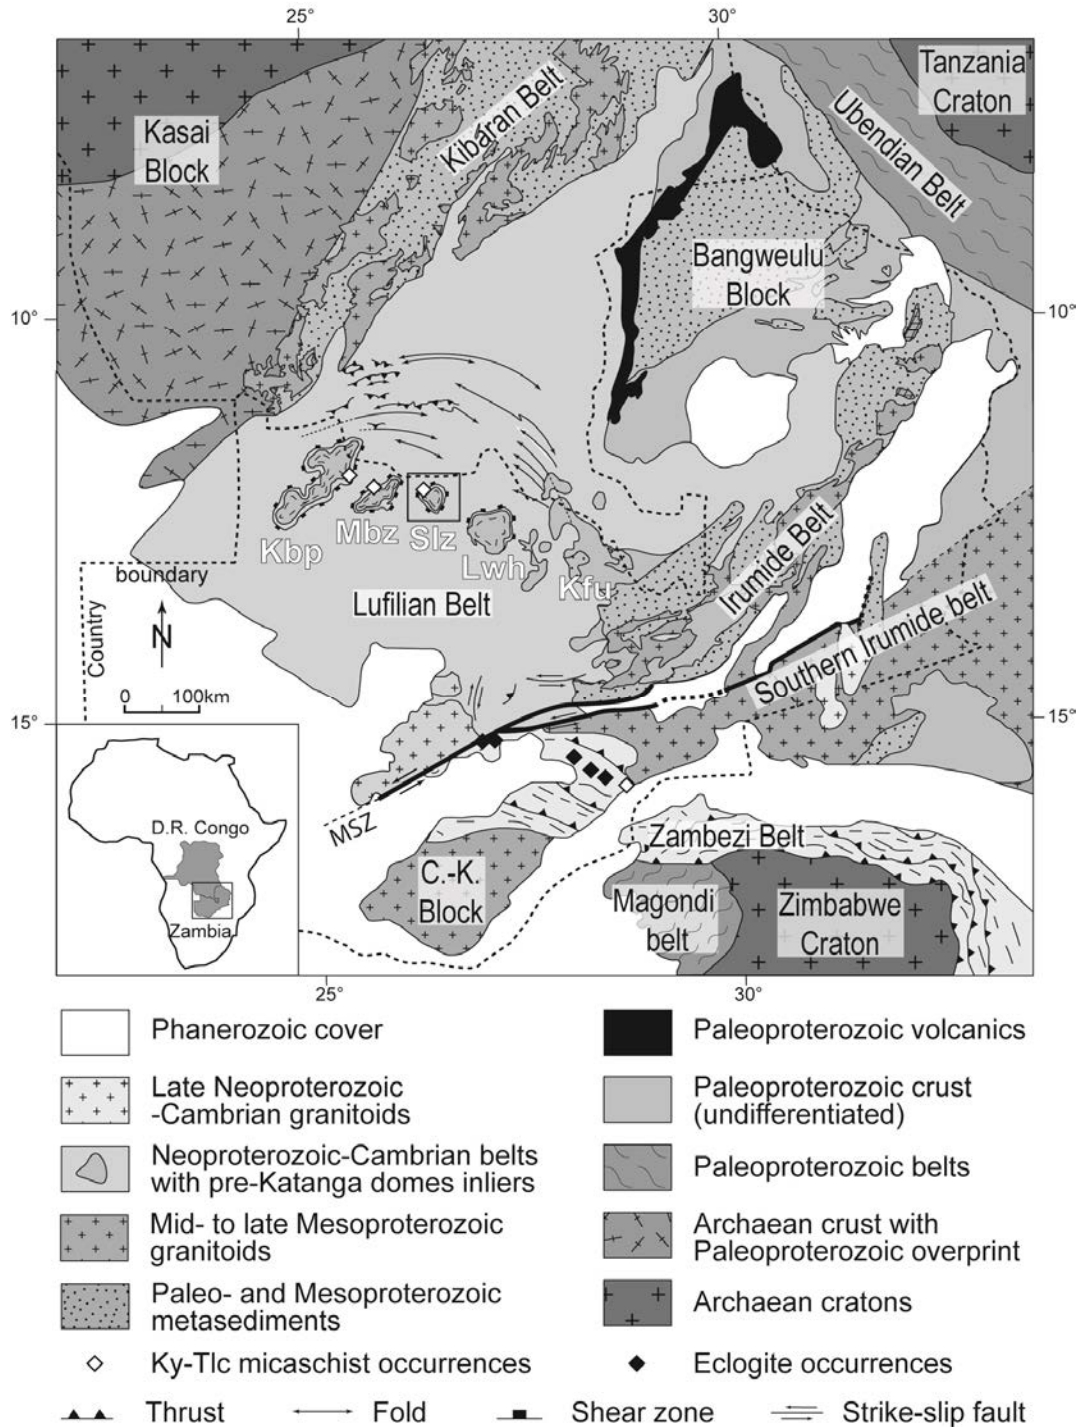 25°
30°
Tanzania
Craton
Kasai
Block
Kibaran Belt
Ubendian Belt
Bangweulu
Block
10°
10°
Kbp
Mbz
Slz
Lwh
Kfu
Irumide Belt
boundary
Country
Lufilian Belt
N
0 100km
Southern Irumide belt
15°
15°
MSZ
D.R. Congo
Zambia
C.-K.
Block
Zambezi Belt
Magondi
belt
Zimbabwe
Craton
25°
30°
Phanerozoic cover
Late Neoproterozoic
-Cambrian granitoids
Neoproterozoic-Cambrian belts
with pre-Katanga domes inliers
Mid- to late Mesoproterozoic
granitoids
Paleo- and Mesoproterozoic
metasediments
Ky-Tlc micaschist occurrences
Paleoproterozoic volcanics
Paleoproterozoic crust
(undifferentiated)
Paleoproterozoic belts
Archaean crust with
Paleoproterozoic overprint
Archaean cratons
Eclogite occurrences
Thrust
Fold
Shear zone
Strike-slip fault